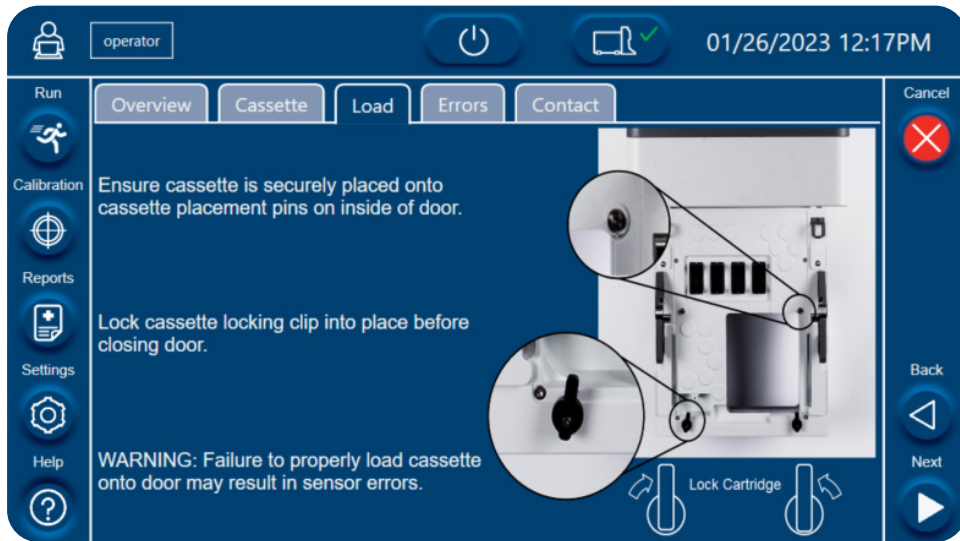 operator
01/26/2023 12:17PM
Run
Overview
Cassette
Load
Errors
Contact
Cancel
Calibration
Ensure cassette is securely placed onto
cassette placement pins on inside of door.
Reports
Lock cassette locking clip into place before
closing door.
Settings
Back
Help
WARNING: Failure to properly load cassette
onto door may result in sensor errors.
Lock Cartridge
Next